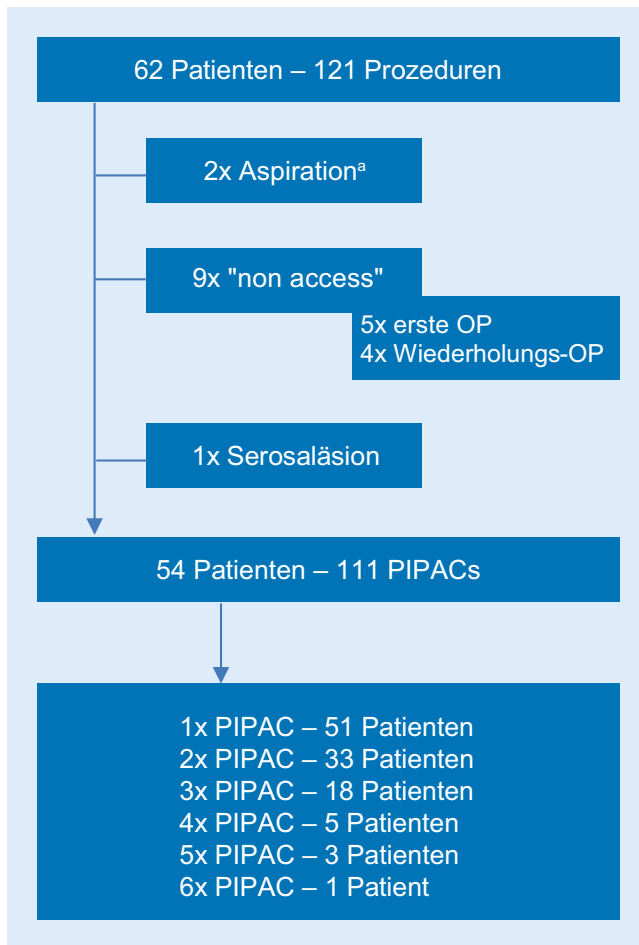 62 Patienten – 121 Prozeduren
2x Aspirationᵃ
9x "non access"
5x erste OP
4x Wiederholungs-OP
1x Serosaläsion
54 Patienten – 111 PIPACs
1x PIPAC – 51 Patienten
2x PIPAC – 33 Patienten
3x PIPAC – 18 Patienten
4x PIPAC – 5 Patienten
5x PIPAC – 3 Patienten
6x PIPAC – 1 Patient